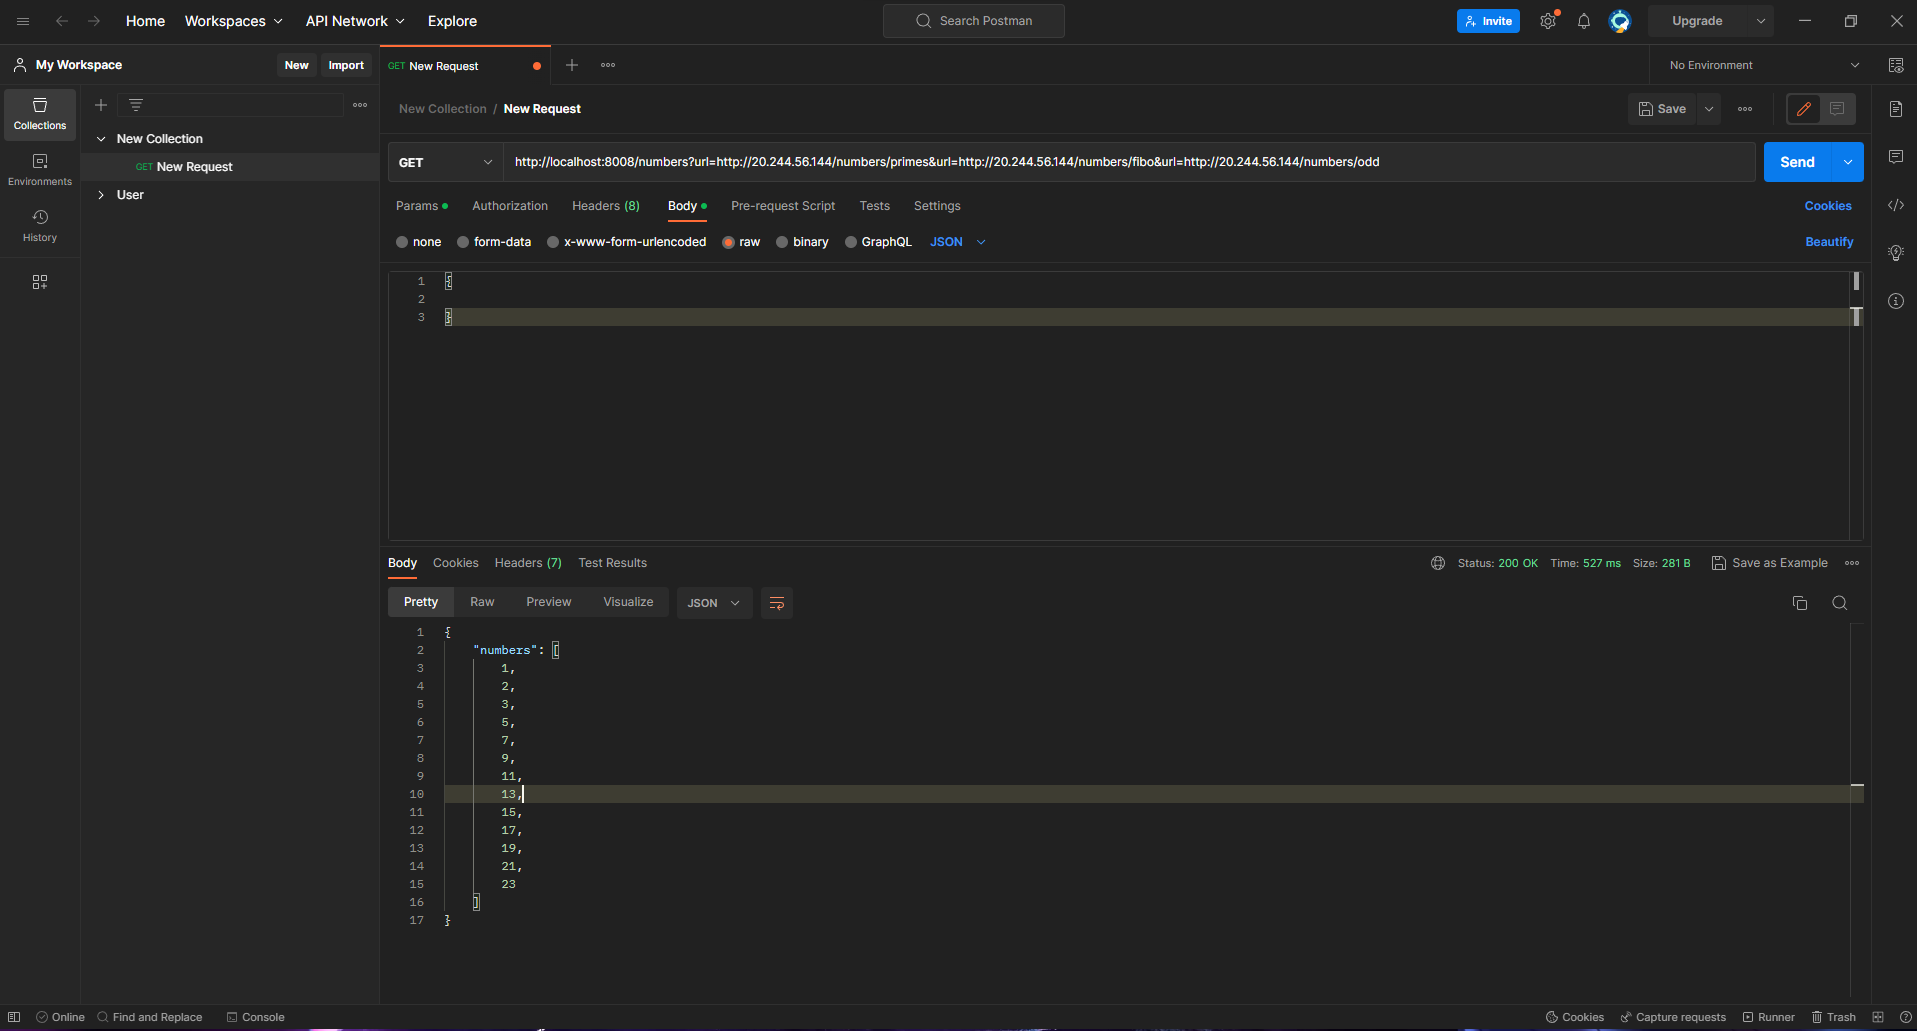 Home Workspaces API Network Explore Search Postman Invite Upgrade
My Workspace New Import GET New Request No Environment
Collections
Environments
History
New Collection
GET New Request
User
New Collection / New Request Save
GET http://localhost:8008/numbers?url=http://20.244.56.144/numbers/primes&url=http://20.244.56.144/numbers/fibo&url=http://20.244.56.144/numbers/odd Send
Params Authorization Headers (8) Body Pre-request Script Tests Settings Cookies
none form-data x-www-form-urlencoded raw binary GraphQL JSON Beautify
1 {
2
3 }
Body Cookies Headers (7) Test Results Status: 200 OK Time: 527 ms Size: 281 B Save as Example
Pretty Raw Preview Visualize JSON
1 {
2 "numbers": [
3 1,
4 2,
5 3,
6 5,
7 7,
8 9,
9 11,
10 13,
11 15,
12 17,
13 19,
14 21,
15 23
16 ]
17 }
Online Find and Replace Console Cookies Capture requests Runner Trash